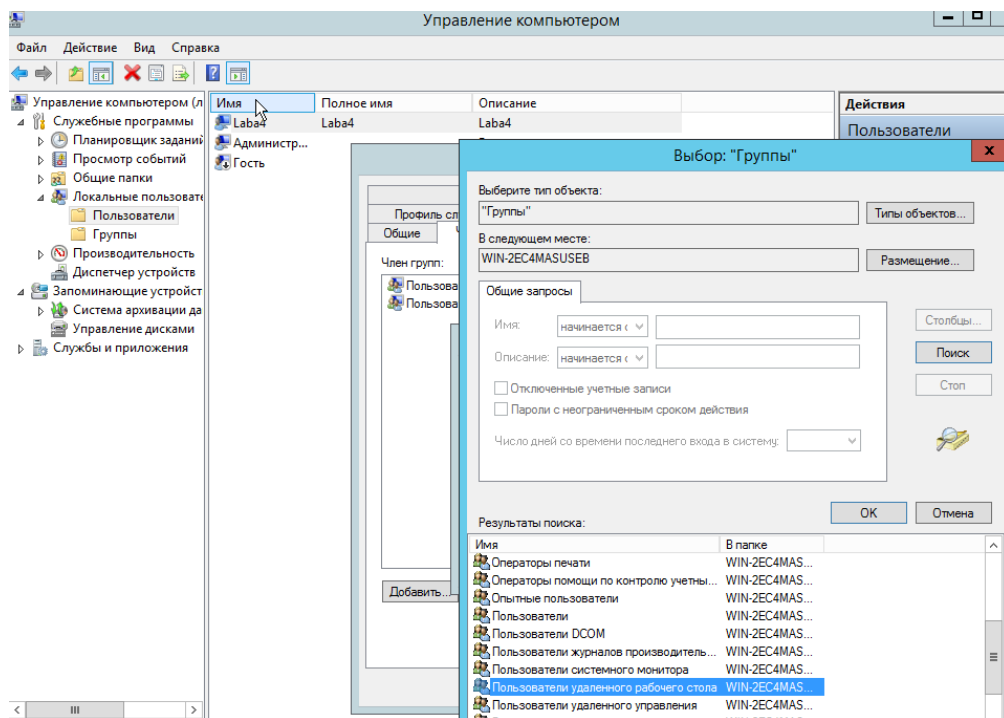 Управление компьютером
Файл Действие Вид Справка
Управление компьютером (л
Служебные программы
Планировщик заданий
Просмотр событий
Общие папки
Локальные пользовате
Пользователи
Группы
Производительность
Диспетчер устройств
Запоминающие устройст
Система архивации да
Управление дисками
Службы и приложения
Имя Полное имя Описание
Laba4 Laba4 Laba4
Администр...
Гость
Действия
Пользователи
Профиль сл
Общие
Член групп:
Пользова
Пользова
Добавить...
Выбор: "Группы"
Выберите тип объекта:
"Группы" Типы объектов...
В следующем месте:
WIN-2EC4MASUSEB Размещение...
Общие запросы
Имя: начинается с
Описание: начинается с
Отключенные учетные записи
Пароли с неограниченным сроком действия
Число дней со времени последнего входа в систему:
Столбцы...
Поиск
Стоп
OK Отмена
Результаты поиска:
Имя В папке
Операторы печати WIN-2EC4MAS...
Операторы помощи по контролю учетны... WIN-2EC4MAS...
Опытные пользователи WIN-2EC4MAS...
Пользователи WIN-2EC4MAS...
Пользователи DCOM WIN-2EC4MAS...
Пользователи журналов производитель... WIN-2EC4MAS...
Пользователи системного монитора WIN-2EC4MAS...
Пользователи удаленного рабочего стола WIN-2EC4MAS...
Пользователи удаленного управления WIN-2EC4MAS...